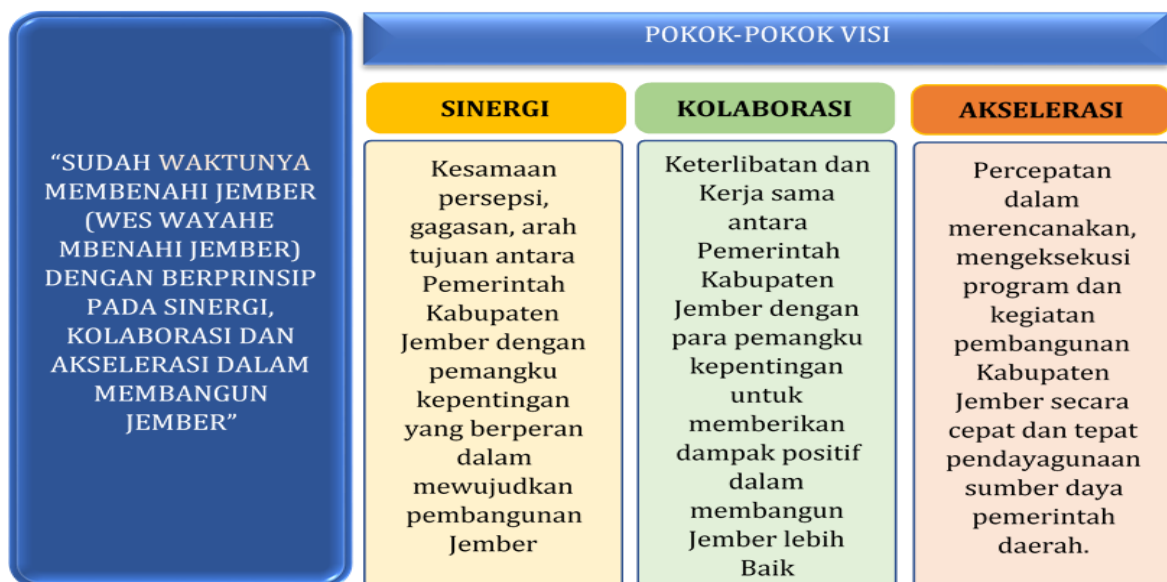 “SUDAH WAKTUNYA
MEMBENAHI JEMBER
(WES WAYAHE
MBENAHI JEMBER)
DENGAN BERPRINSIP
PADA SINERGI,
KOLABORASI DAN
AKSELERASI DALAM
MEMBANGUN
JEMBER”
POKOK-POKOK VISI
SINERGI
Kesamaan
persepsi,
gagasan, arah
tujuan antara
Pemerintah
Kabupaten
Jember dengan
pemangku
kepentingan
yang berperan
dalam
mewujudkan
pembangunan
Jember
KOLABORASI
Keterlibatan dan
Kerja sama
antara
Pemerintah
Kabupaten
Jember dengan
para pemangku
kepentingan
untuk
memberikan
dampak positif
dalam
membangun
Jember lebih
Baik
AKSELERASI
Percepatan
dalam
merencanakan,
mengeksekusi
program dan
kegiatan
pembangunan
Kabupaten
Jember secara
cepat dan tepat
pendayagunaan
sumber daya
pemerintah
daerah.